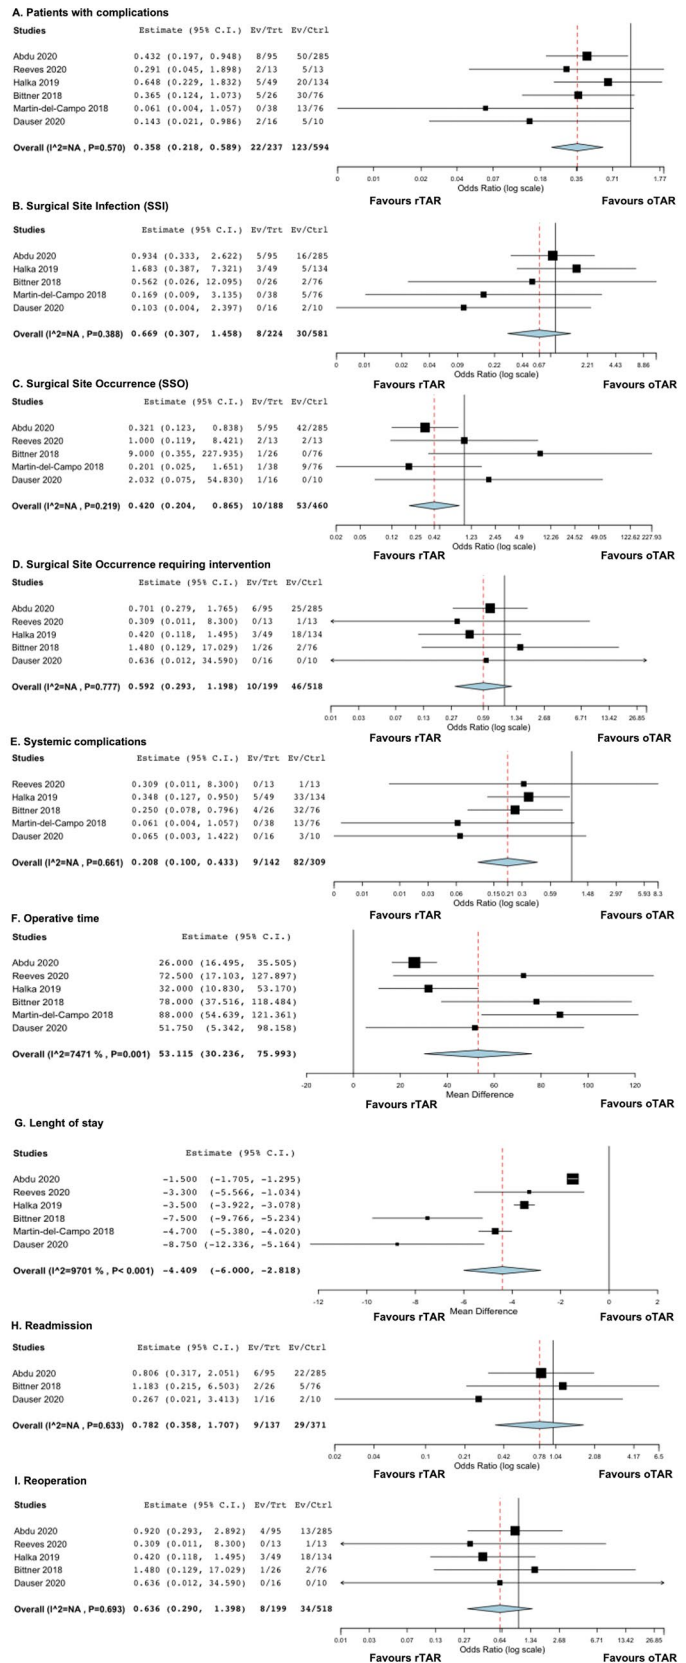 A. Patients with complications
Studies Estimate (95% C.I.) Ev/Trt Ev/Ctrl
Abdu 2020 0.432 (0.197, 0.948) 8/95 50/285
Reeves 2020 0.291 (0.045, 1.898) 2/13 5/13
Halka 2019 0.648 (0.229, 1.832) 5/49 20/134
Bittner 2018 0.365 (0.124, 1.073) 5/26 30/76
Martin-del-Campo 2018 0.061 (0.004, 1.057) 0/38 13/76
Dauser 2020 0.143 (0.021, 0.986) 2/16 5/10
Overall (I^2=NA , P=0.570) 0.358 (0.218, 0.589) 22/237 123/594
0 0.01 0.01 0.03 0.07 0.18 0.35 0.71 1.77
Odds Ratio (log scale)
Favours rTAR Favours oTAR
B. Surgical Site Infection (SSI)
Studies Estimate (95% C.I.) Ev/Trt Ev/Ctrl
Abdu 2020 0.934 (0.333, 2.622) 5/95 16/285
Halka 2019 1.683 (0.387, 7.321) 3/49 5/134
Bittner 2018 0.562 (0.026, 12.095) 0/26 2/76
Martin-del-Campo 2018 0.169 (0.009, 3.135) 0/38 5/76
Dauser 2020 0.103 (0.004, 2.397) 0/16 2/10
Overall (I^2=NA , P=0.388) 0.669 (0.307, 1.458) 8/224 30/581
0 0.01 0.02 0.04 0.09 0.22 0.44 0.67 2.21 4.43 8.86
Odds Ratio (log scale)
Favours rTAR Favours oTAR
C. Surgical Site Occurrence (SSO)
Studies Estimate (95% C.I.) Ev/Trt Ev/Ctrl
Abdu 2020 0.321 (0.123, 0.838) 5/95 42/285
Reeves 2020 1.000 (0.119, 8.421) 2/13 2/13
Bittner 2018 9.000 (0.355, 227.935) 1/26 0/76
Martin-del-Campo 2018 0.201 (0.025, 1.651) 1/38 9/76
Dauser 2020 2.032 (0.075, 54.830) 1/16 0/10
Overall (I^2=NA , P=0.219) 0.420 (0.204, 0.865) 10/188 53/460
0.02 0.05 0.12 0.25 0.42 1.23 2.45 4.9 12.26 24.52 49.05 122.62 227.93
Odds Ratio (log scale)
Favours rTAR Favours oTAR
D. Surgical Site Occurrence requiring intervention
Studies Estimate (95% C.I.) Ev/Trt Ev/Ctrl
Abdu 2020 0.701 (0.279, 1.765) 6/95 25/285
Reeves 2020 0.309 (0.011, 8.300) 0/13 1/13
Halka 2019 0.420 (0.118, 1.495) 3/49 18/134
Bittner 2018 1.480 (0.129, 17.029) 1/26 2/76
Dauser 2020 0.636 (0.012, 34.590) 0/16 0/10
Overall (I^2=NA , P=0.777) 0.592 (0.293, 1.198) 10/199 46/518
0.01 0.03 0.07 0.13 0.27 0.59 1.34 2.68 6.71 13.42 26.85
Odds Ratio (log scale)
Favours rTAR Favours oTAR
E. Systemic complications
Studies Estimate (95% C.I.) Ev/Trt Ev/Ctrl
Reeves 2020 0.309 (0.011, 8.300) 0/13 1/13
Halka 2019 0.348 (0.127, 0.950) 5/49 33/134
Bittner 2018 0.250 (0.078, 0.796) 4/26 32/76
Martin-del-Campo 2018 0.061 (0.004, 1.057) 0/38 13/76
Dauser 2020 0.065 (0.003, 1.422) 0/16 3/10
Overall (I^2=NA , P=0.661) 0.208 (0.100, 0.433) 9/142 82/309
0 0.01 0.01 0.03 0.06 0.15 0.21 0.3 0.59 1.48 2.97 5.93 8.3
Odds Ratio (log scale)
Favours rTAR Favours oTAR
F. Operative time
Studies Estimate (95% C.I.)
Abdu 2020 26.000 (16.495, 35.505)
Reeves 2020 72.500 (17.103, 127.897)
Halka 2019 32.000 (10.830, 53.170)
Bittner 2018 78.000 (37.516, 118.484)
Martin-del-Campo 2018 88.000 (54.639, 121.361)
Dauser 2020 51.750 (5.342, 98.158)
Overall (I^2=7471 % , P=0.001) 53.115 (30.236, 75.993)
-20 0 20 40 60 80 100 120
Mean Difference
Favours rTAR Favours oTAR
G. Lenght of stay
Studies Estimate (95% C.I.)
Abdu 2020 -1.500 (-1.705, -1.295)
Reeves 2020 -3.300 (-5.566, -1.034)
Halka 2019 -3.500 (-3.922, -3.078)
Bittner 2018 -7.500 (-9.766, -5.234)
Martin-del-Campo 2018 -4.700 (-5.380, -4.020)
Dauser 2020 -8.750 (-12.336, -5.164)
Overall (I^2=9701 % , P< 0.001) -4.409 (-6.000, -2.818)
-12 -10 -8 -6 -4 -2 0 2
Mean Difference
Favours rTAR Favours oTAR
H. Readmission
Studies Estimate (95% C.I.) Ev/Trt Ev/Ctrl
Abdu 2020 0.806 (0.317, 2.051) 6/95 22/285
Bittner 2018 1.183 (0.215, 6.503) 2/26 5/76
Dauser 2020 0.267 (0.021, 3.413) 1/16 2/10
Overall (I^2=NA , P=0.633) 0.782 (0.358, 1.707) 9/137 29/371
0.02 0.04 0.1 0.21 0.42 0.78 1.04 2.08 4.17 6.5
Odds Ratio (log scale)
Favours rTAR Favours oTAR
I. Reoperation
Studies Estimate (95% C.I.) Ev/Trt Ev/Ctrl
Abdu 2020 0.920 (0.293, 2.892) 4/95 13/285
Reeves 2020 0.309 (0.011, 8.300) 0/13 1/13
Halka 2019 0.420 (0.118, 1.495) 3/49 18/134
Bittner 2018 1.480 (0.129, 17.029) 1/26 2/76
Dauser 2020 0.636 (0.012, 34.590) 0/16 0/10
Overall (I^2=NA , P=0.693) 0.636 (0.290, 1.398) 8/199 34/518
0.01 0.03 0.07 0.13 0.27 0.64 1.34 2.68 6.71 13.42 26.85
Odds Ratio (log scale)
Favours rTAR Favours oTAR